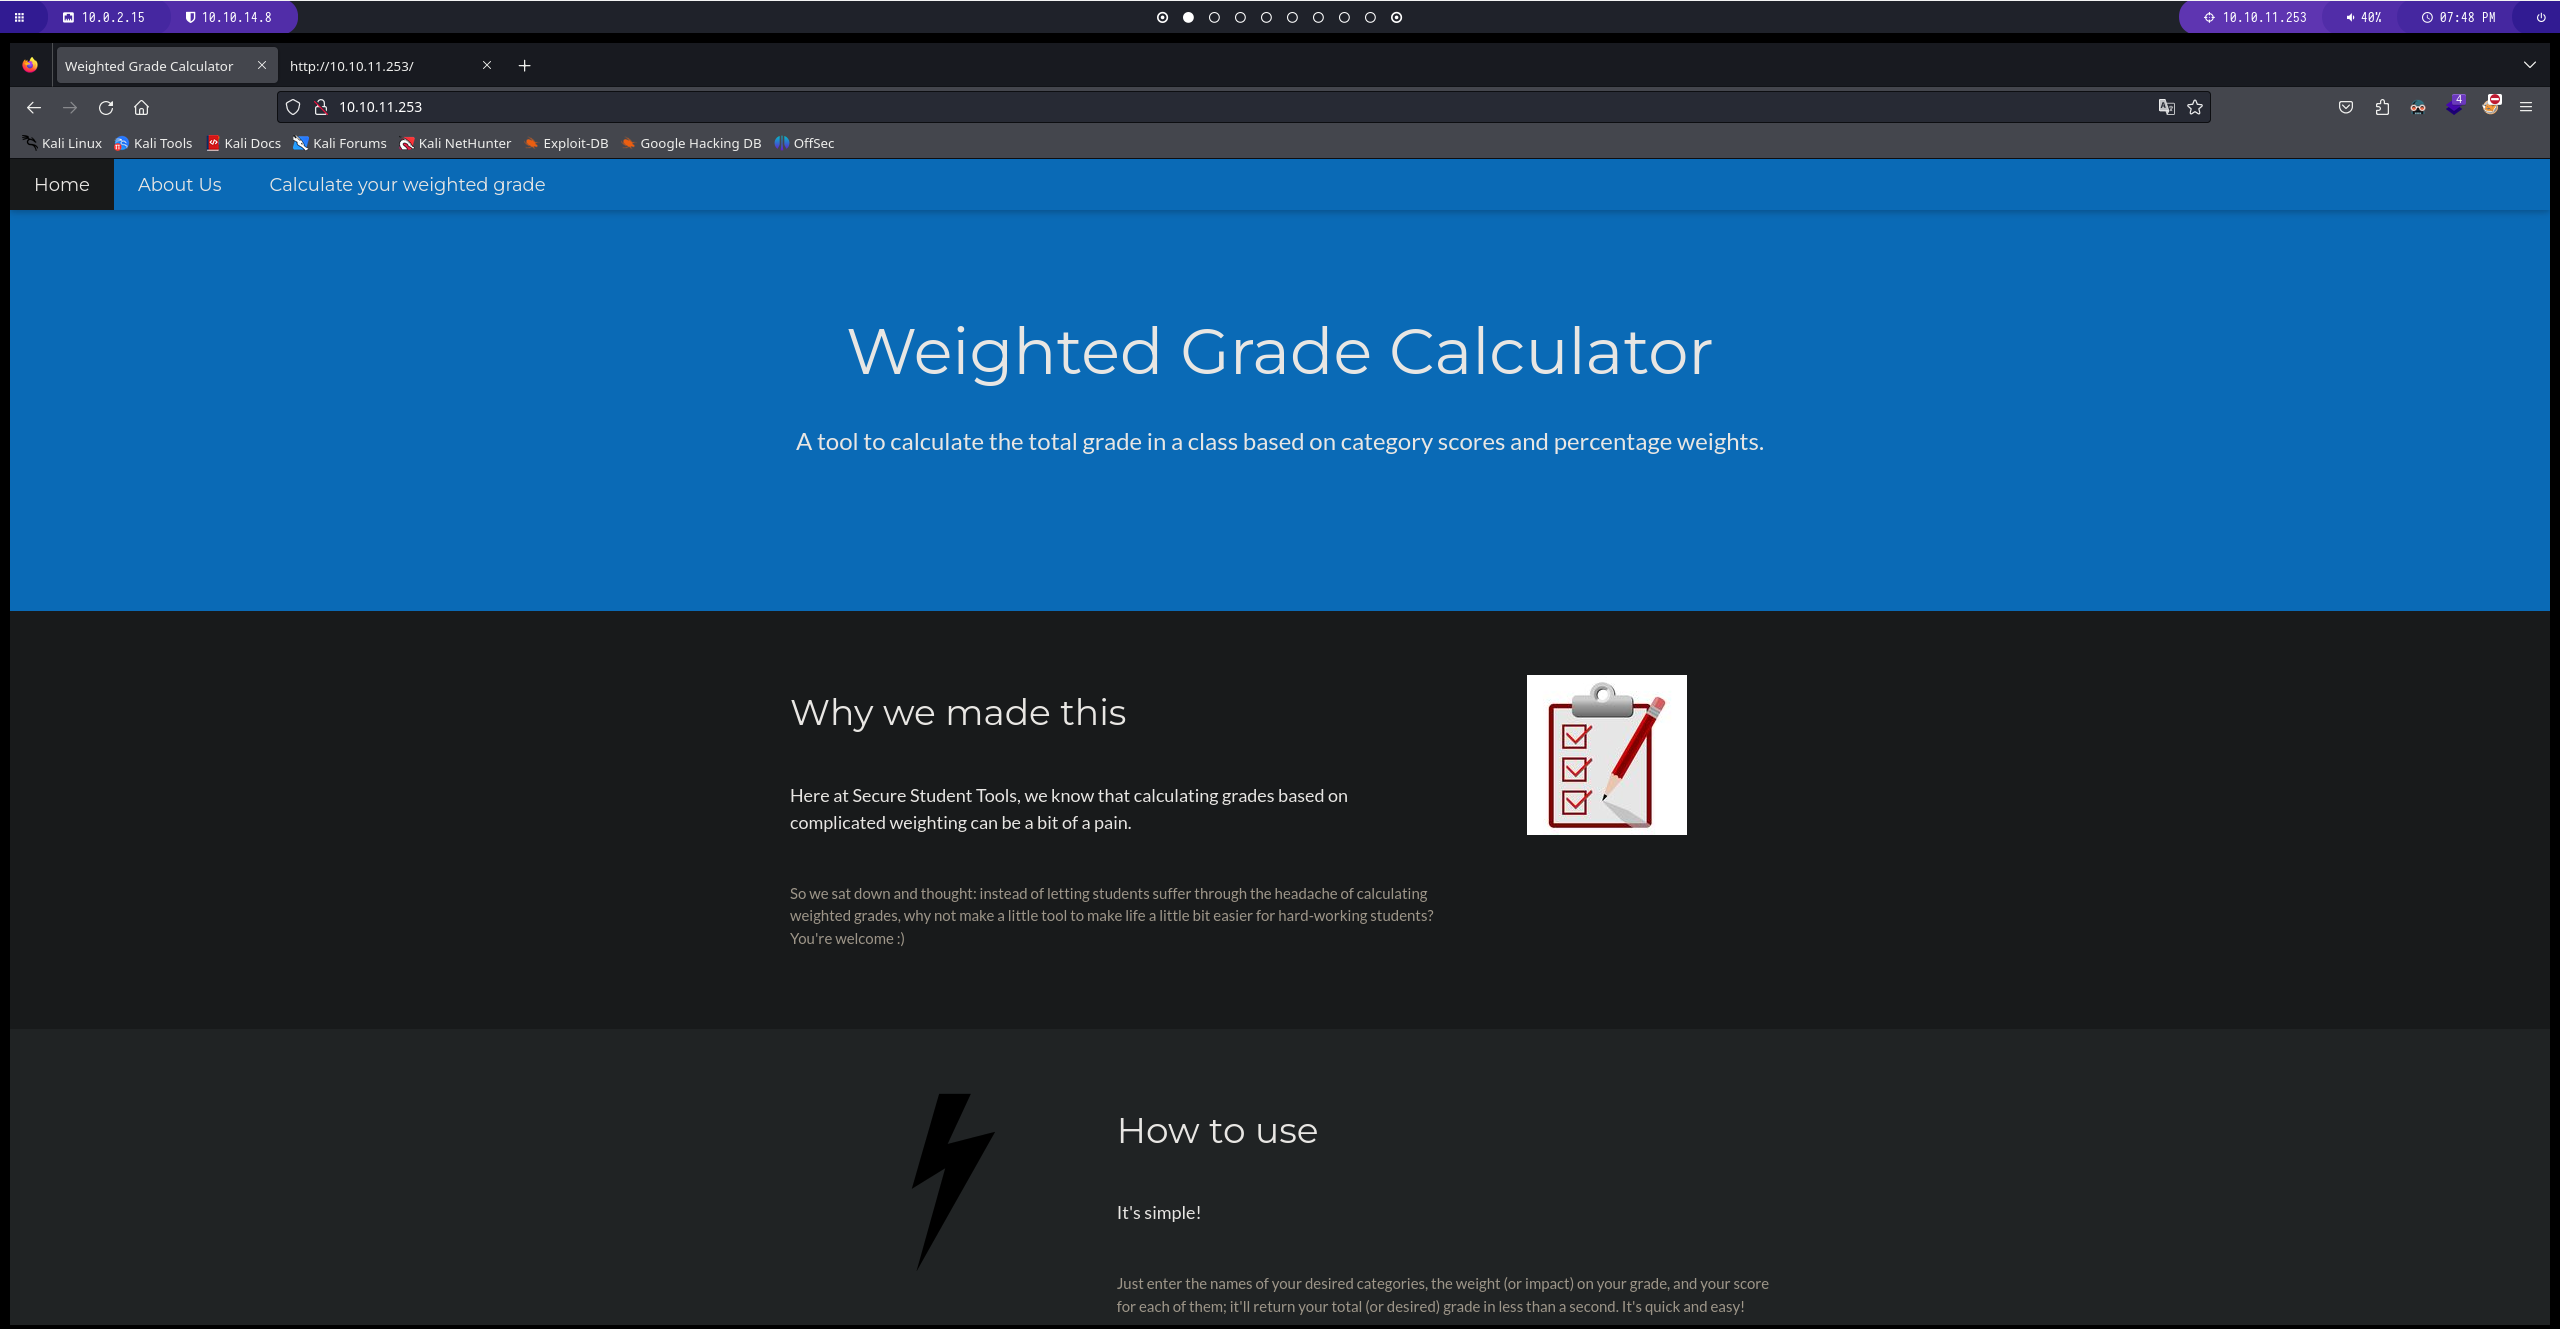 10.0.2.15 10.10.14.8 10.10.11.253 40% 07:48 PM
Weighted Grade Calculator http://10.10.11.253/
10.10.11.253
4
Kali Linux Kali Tools Kali Docs Kali Forums Kali NetHunter Exploit-DB Google Hacking DB OffSec
Home About Us Calculate your weighted grade
Weighted Grade Calculator
A tool to calculate the total grade in a class based on category scores and percentage weights.
Why we made this
Here at Secure Student Tools, we know that calculating grades based on
complicated weighting can be a bit of a pain.
So we sat down and thought: instead of letting students suffer through the headache of calculating
weighted grades, why not make a little tool to make life a little bit easier for hard-working students?
You're welcome :)
How to use
It's simple!
Just enter the names of your desired categories, the weight (or impact) on your grade, and your score
for each of them; it'll return your total (or desired) grade in less than a second. It's quick and easy!